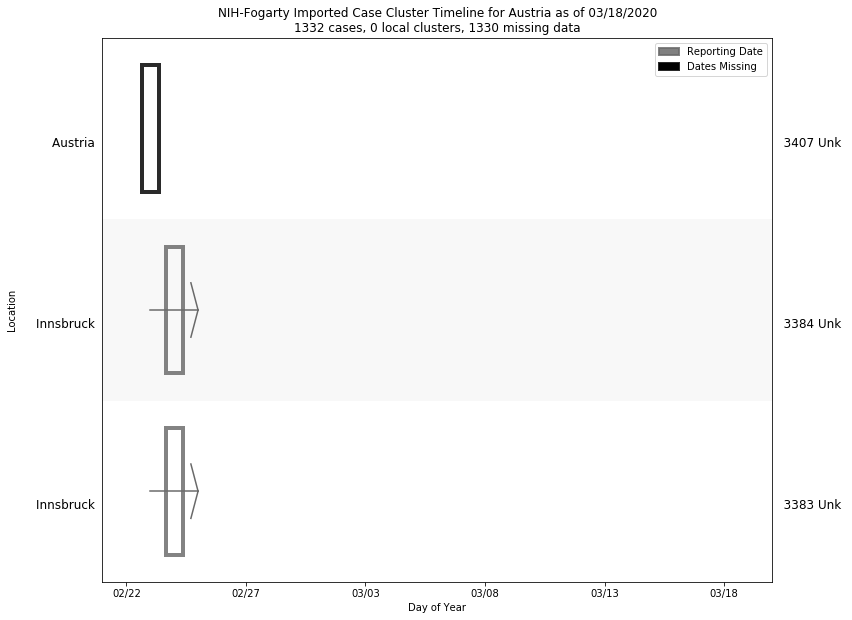 NIH-Fogarty Imported Case Cluster Timeline for Austria as of 03/18/2020
1332 cases, 0 local clusters, 1330 missing data
Reporting Date
Dates Missing
Austria
3407 Unk
Innsbruck
3384 Unk
Location
Innsbruck
3383 Unk
02/22
02/27
03/03
03/08
03/13
03/18
Day of Year